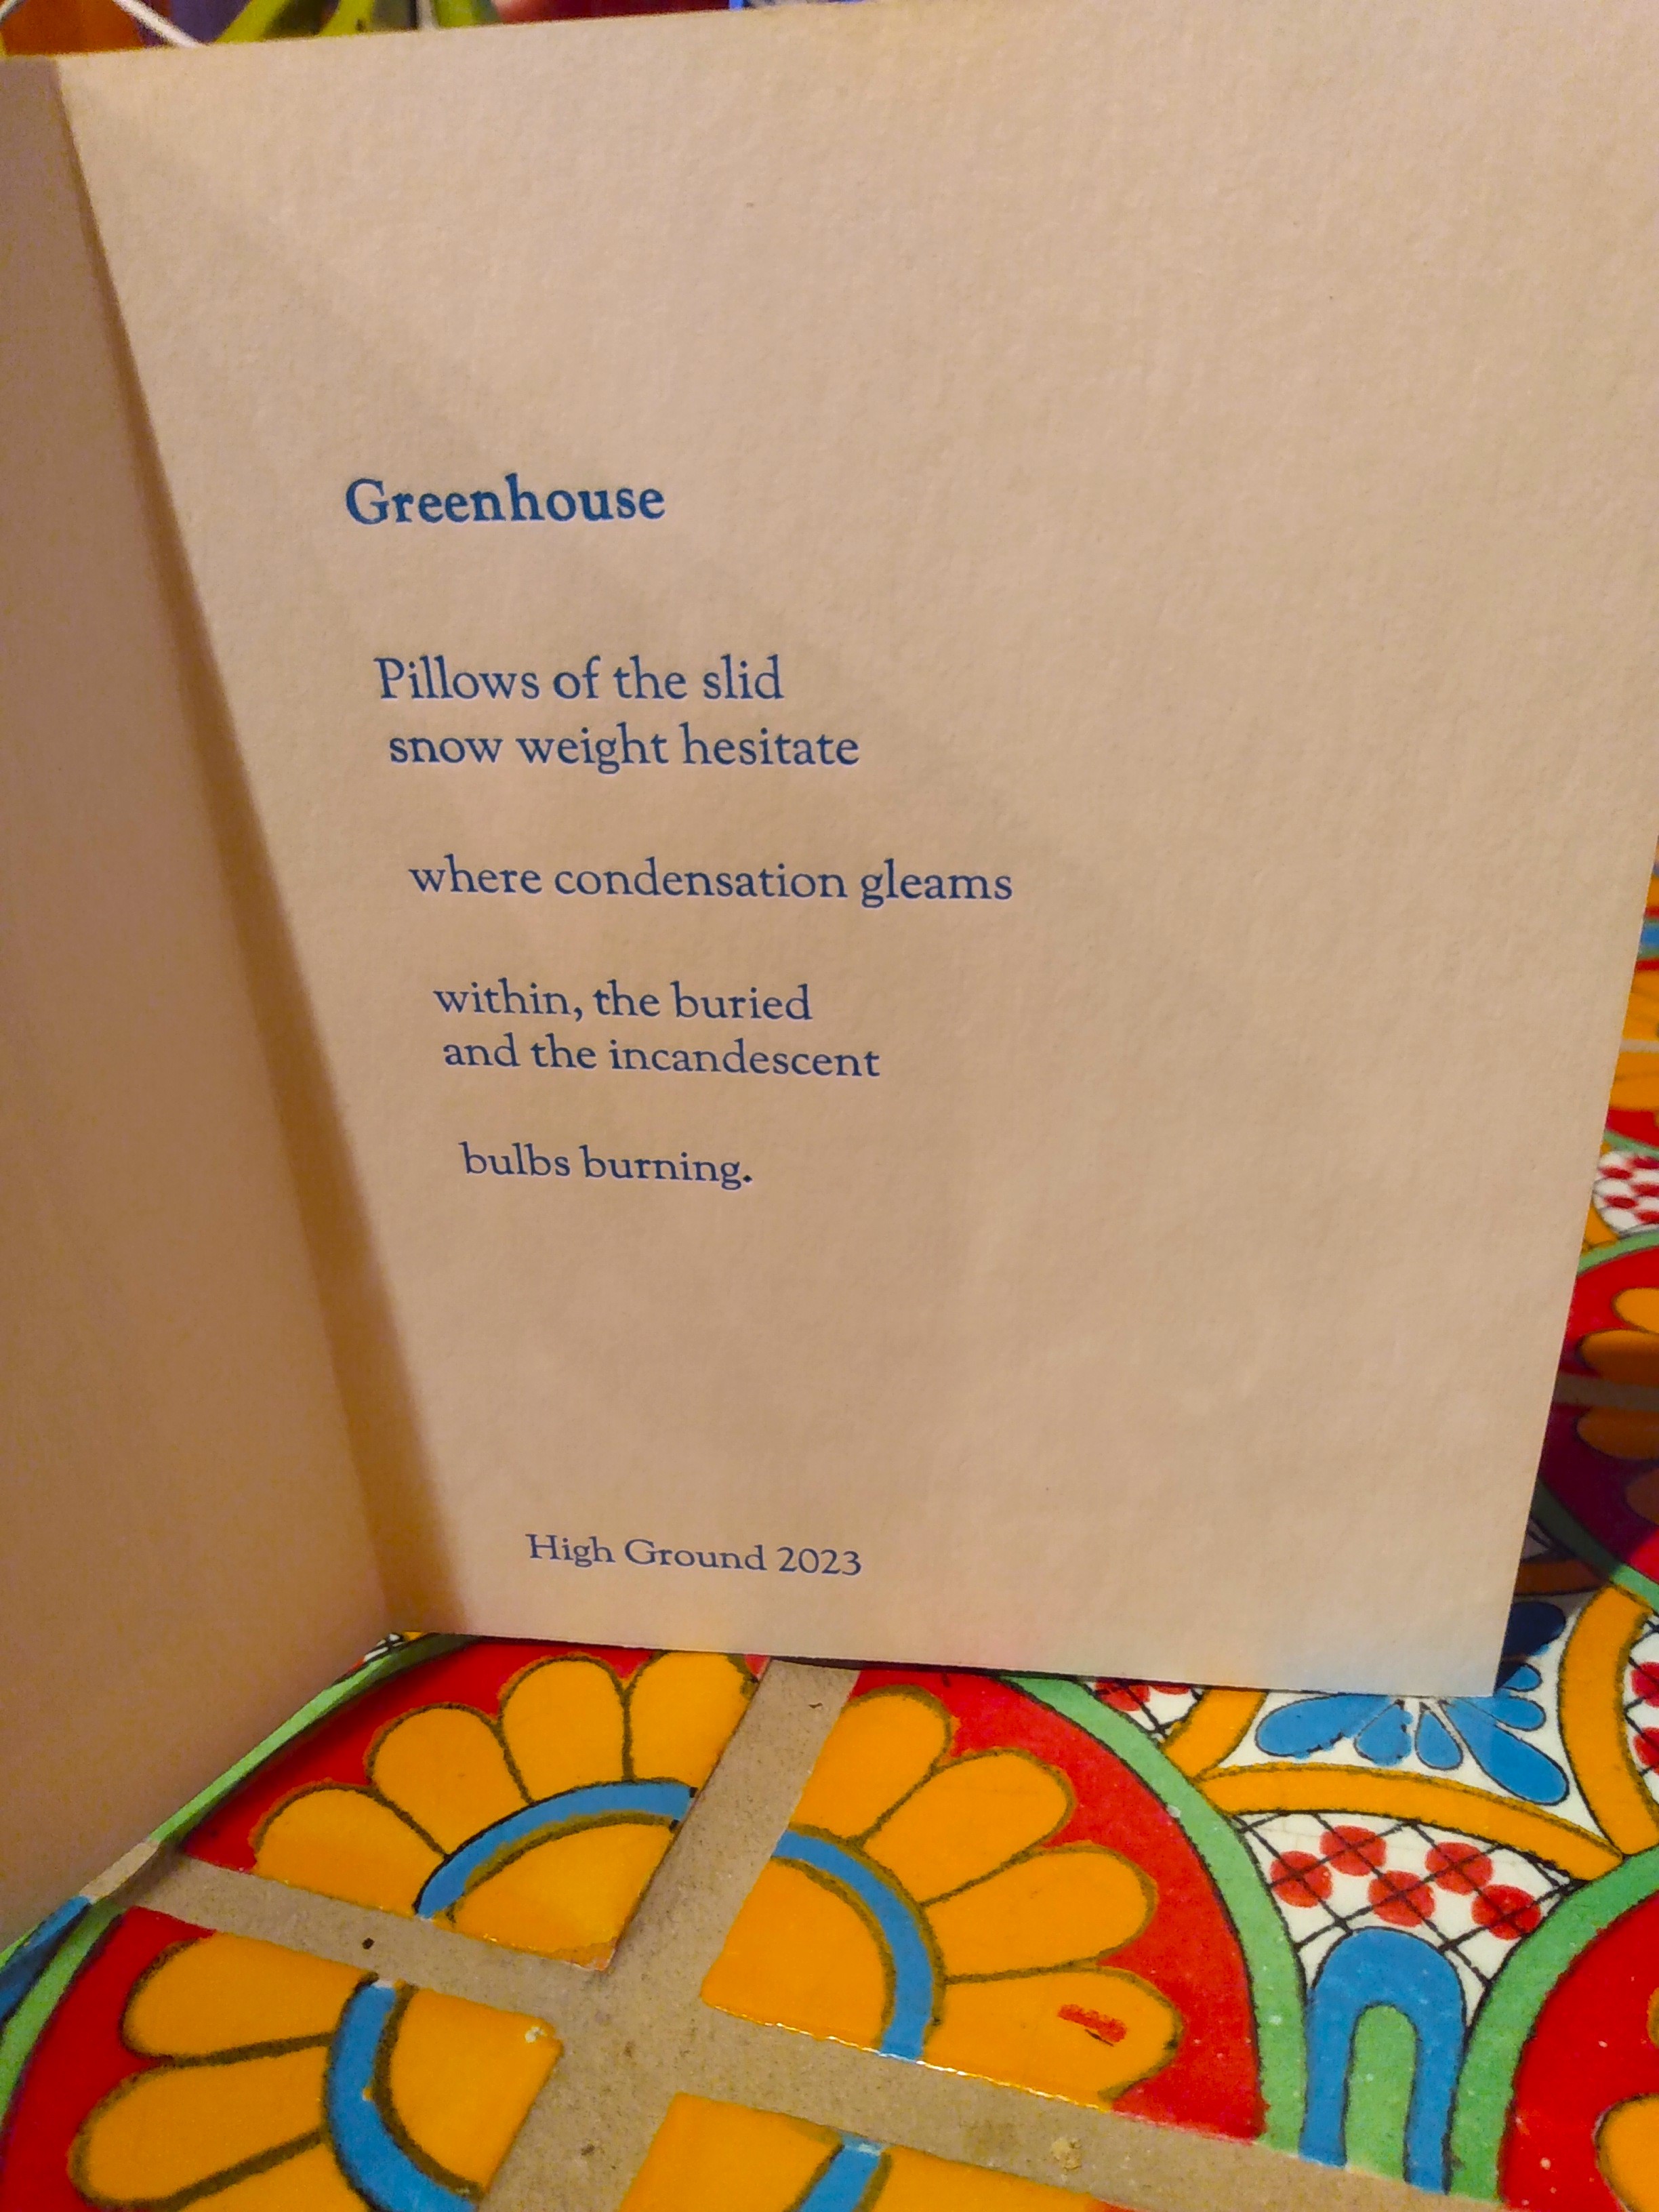 Greenhouse
Pillows of the slid
snow weight hesitate
where condensation gleams
within, the buried
and the incandescent
bulbs burning.
High Ground 2023